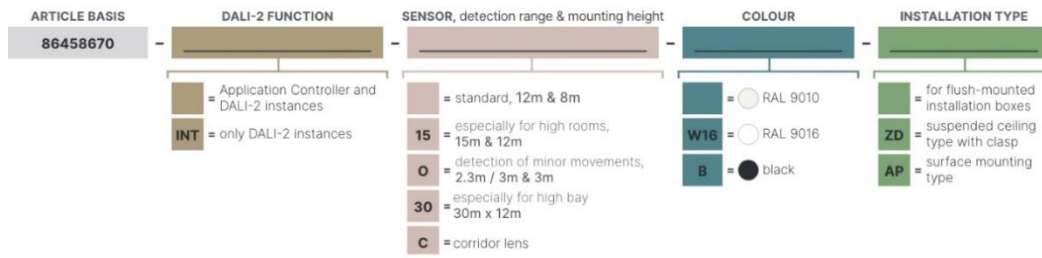 ARTICLE BASIS
DALI-2 FUNCTION
SENSOR, detection range & mounting height
COLOUR
INSTALLATION TYPE
86458670 - - - -
= Application Controller and
DALI-2 instances
INT = only DALI-2 instances
= standard, 12m & 8m
15 = especially for high rooms,
15m & 12m
O = detection of minor movements,
2.3m / 3m & 3m
30 = especially for high bay
30m x 12m
C = corridor lens
= RAL 9010
W16 = RAL 9016
B = black
= for flush-mounted
installation boxes
ZD = suspended ceiling
type with clasp
AP = surface mounting
type